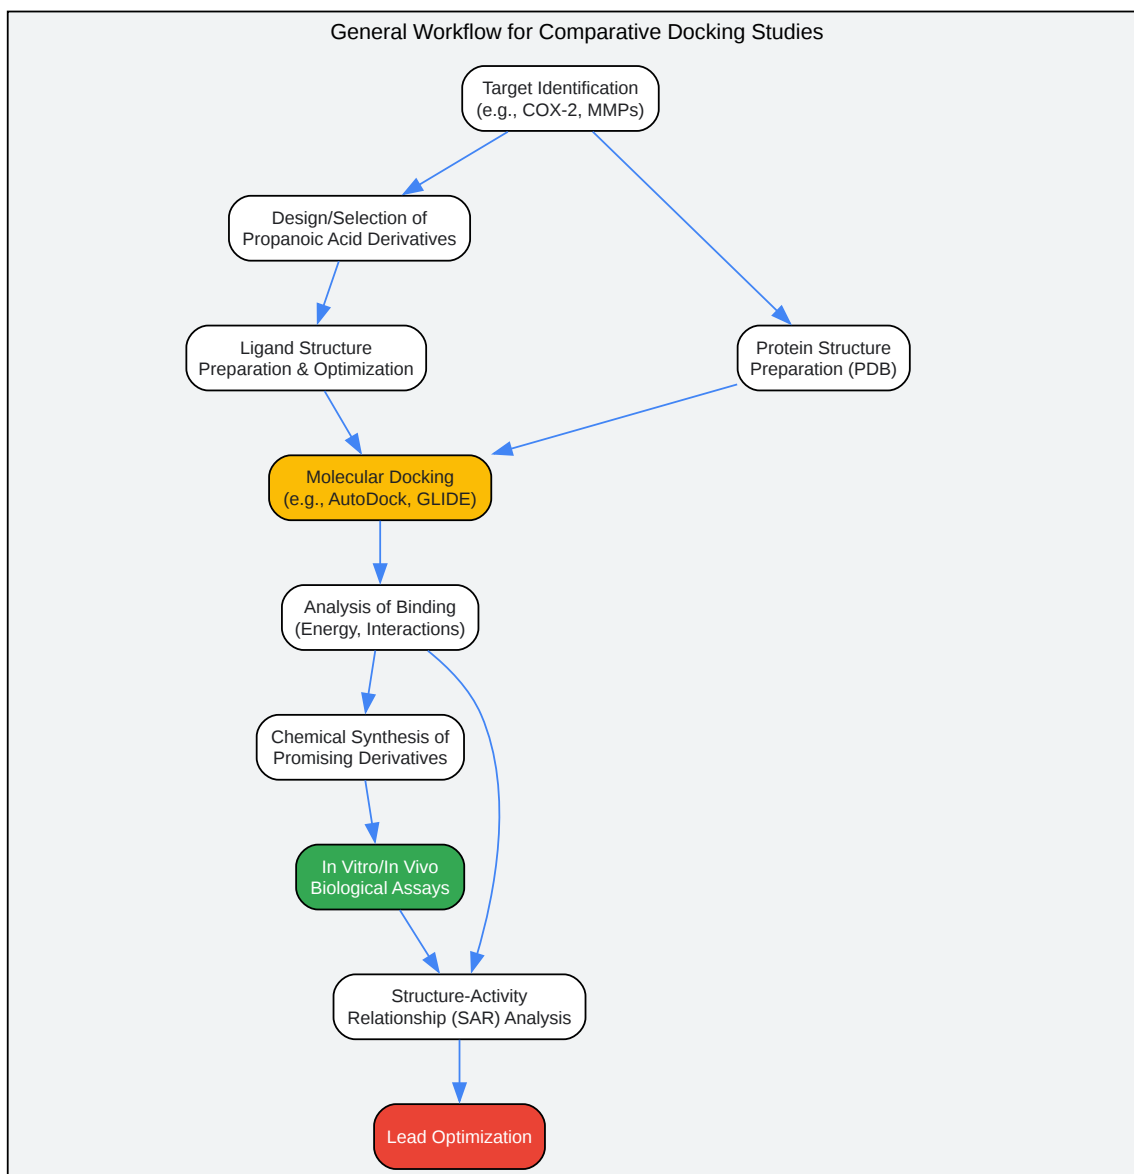 General Workflow for Comparative Docking Studies
Target Identification
(e.g., COX-2, MMPs)
Design/Selection of
Propanoic Acid Derivatives
Ligand Structure
Preparation & Optimization
Protein Structure
Preparation (PDB)
Molecular Docking
(e.g., AutoDock, GLIDE)
Analysis of Binding
(Energy, Interactions)
Chemical Synthesis of
Promising Derivatives
In Vitro/In Vivo
Biological Assays
Structure-Activity
Relationship (SAR) Analysis
Lead Optimization